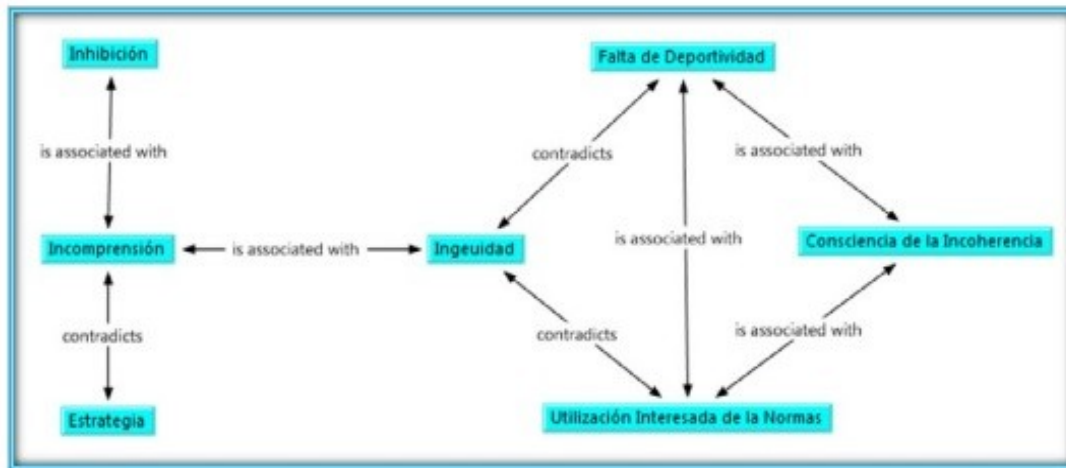 Inhibición
Falta de Deportividad
is associated with
contradicts
is associated with
Incomprensión
is associated with
Ingeuidad
is associated with
Consciencia de la Incoherencia
contradicts
contradicts
is associated with
Estrategia
Utilización Interesada de la Normas